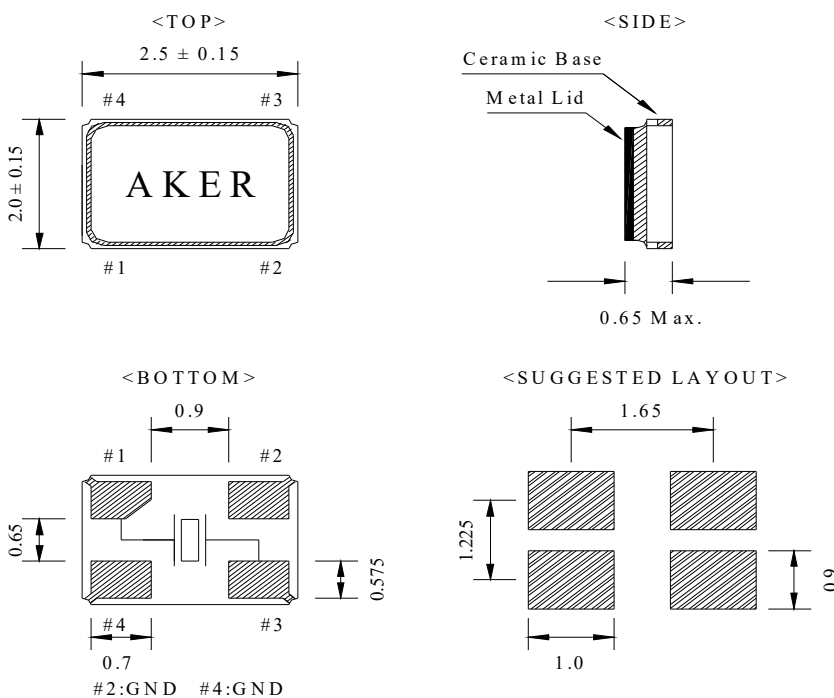 <TOP>
2.5 ± 0.15
#4 #3
2.0 ± 0.15
AKER
#1 #2
<SIDE>
Ceramic Base
Metal Lid
0.65 Max.
<BOTTOM>
0.9
#1 #2
0.65
0.575
#4 #3
0.7
#2:GND #4:GND
<SUGGESTED LAYOUT>
1.65
1.225
0.9
1.0